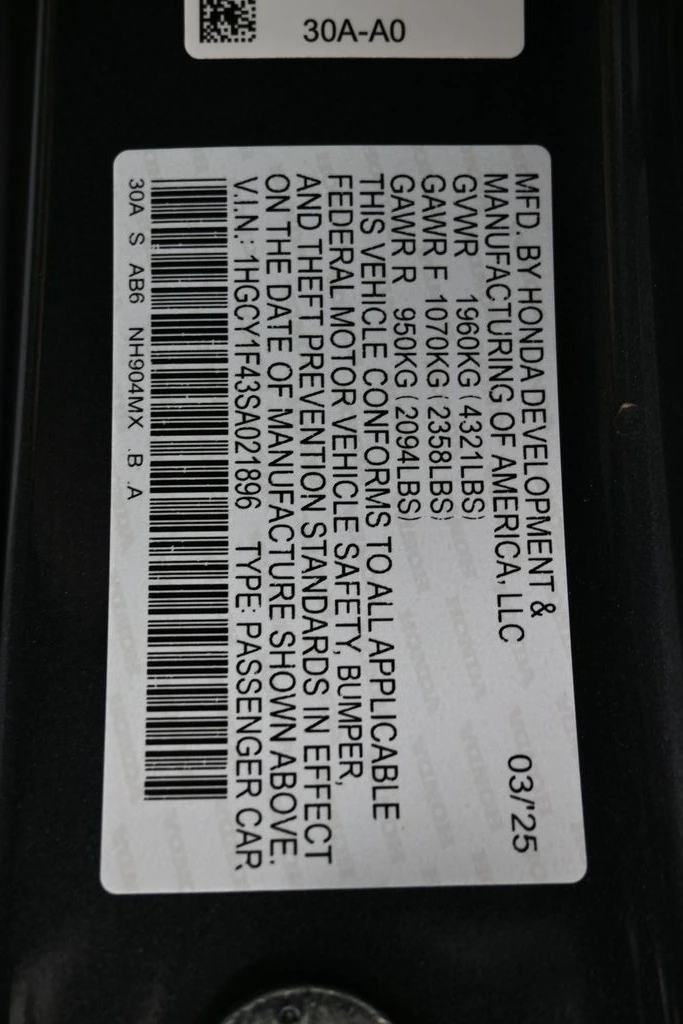 30A-A0
MFD. BY HONDA DEVELOPMENT &
MANUFACTURING OF AMERICA, LLC 03/'25
GVWR 1960KG (4321LBS)
GAWR F 1070KG (2358LBS)
GAWR R 950KG (2094LBS)
THIS VEHICLE CONFORMS TO ALL APPLICABLE
FEDERAL MOTOR VEHICLE SAFETY, BUMPER,
AND THEFT PREVENTION STANDARDS IN EFFECT
ON THE DATE OF MANUFACTURE SHOWN ABOVE.
V.I.N.: 1HGCY1F43SA021896 TYPE: PASSENGER CAR
30A S AB6 NH904MX .B .A